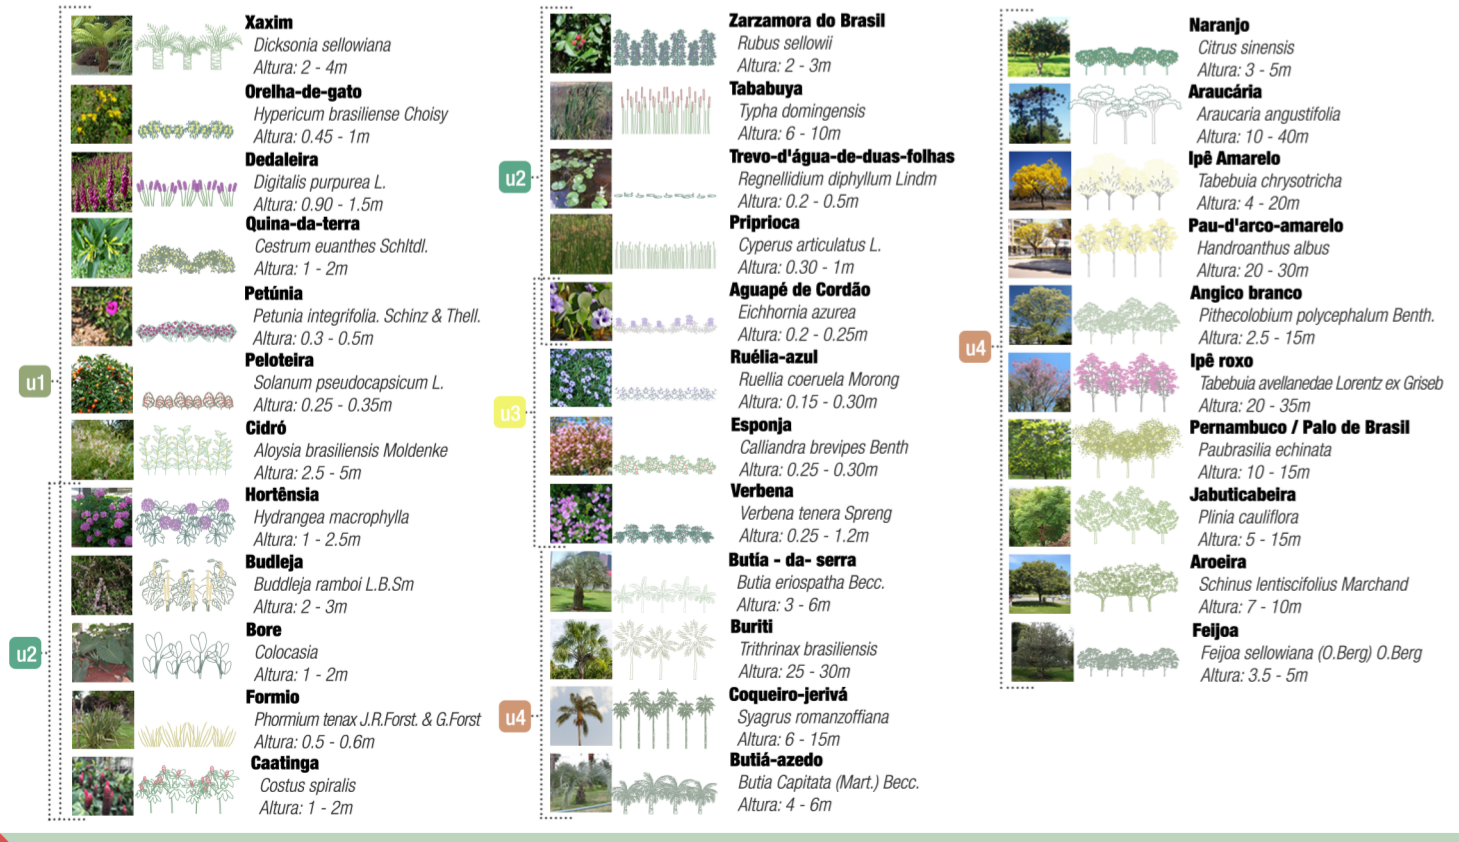 u1
Xaxim
Dicksonia sellowiana
Altura: 2 - 4m
Orelha-de-gato
Hypericum brasiliense Choisy
Altura: 0.45 - 1m
Dedaleira
Digitalis purpurea L.
Altura: 0.90 - 1.5m
Quina-da-terra
Cestrum euanthes Schltdl.
Altura: 1 - 2m
Petúnia
Petunia integrifolia. Schinz & Thell.
Altura: 0.3 - 0.5m
Peloteira
Solanum pseudocapsicum L.
Altura: 0.25 - 0.35m
Cidró
Aloysia brasiliensis Moldenke
Altura: 2.5 - 5m
u2
Hortênsia
Hydrangea macrophylla
Altura: 1 - 2.5m
Budleja
Buddleja ramboi L.B.Sm
Altura: 2 - 3m
Bore
Colocasia
Altura: 1 - 2m
Formio
Phormium tenax J.R.Forst. & G.Forst
Altura: 0.5 - 0.6m
Caatinga
Costus spiralis
Altura: 1 - 2m
u2
Zarzamora do Brasil
Rubus sellowii
Altura: 2 - 3m
Tababuya
Typha domingensis
Altura: 6 - 10m
Trevo-d'água-de-duas-folhas
Regnellidium diphyllum Lindm
Altura: 0.2 - 0.5m
Priprioca
Cyperus articulatus L.
Altura: 0.30 - 1m
u3
Aguapé de Cordão
Eichhornia azurea
Altura: 0.2 - 0.25m
Ruélia-azul
Ruellia coeruela Morong
Altura: 0.15 - 0.30m
Esponja
Calliandra brevipes Benth
Altura: 0.25 - 0.30m
Verbena
Verbena tenera Spreng
Altura: 0.25 - 1.2m
u4
Butía - da- serra
Butia eriospatha Becc.
Altura: 3 - 6m
Buriti
Trithrinax brasiliensis
Altura: 25 - 30m
Coqueiro-jerivá
Syagrus romanzoffiana
Altura: 6 - 15m
Butiá-azedo
Butia Capitata (Mart.) Becc.
Altura: 4 - 6m
u4
Naranjo
Citrus sinensis
Altura: 3 - 5m
Araucária
Araucaria angustifolia
Altura: 10 - 40m
Ipê Amarelo
Tabebuia chrysotricha
Altura: 4 - 20m
Pau-d'arco-amarelo
Handroanthus albus
Altura: 20 - 30m
Angico branco
Pithecolobium polycephalum Benth.
Altura: 2.5 - 15m
Ipê roxo
Tabebuia avellanedae Lorentz ex Griseb
Altura: 20 - 35m
Pernambuco / Palo de Brasil
Paubrasilia echinata
Altura: 10 - 15m
Jabuticabeira
Plinia cauliflora
Altura: 5 - 15m
Aroeira
Schinus lentiscifolius Marchand
Altura: 7 - 10m
Feijoa
Feijoa sellowiana (O.Berg) O.Berg
Altura: 3.5 - 5m